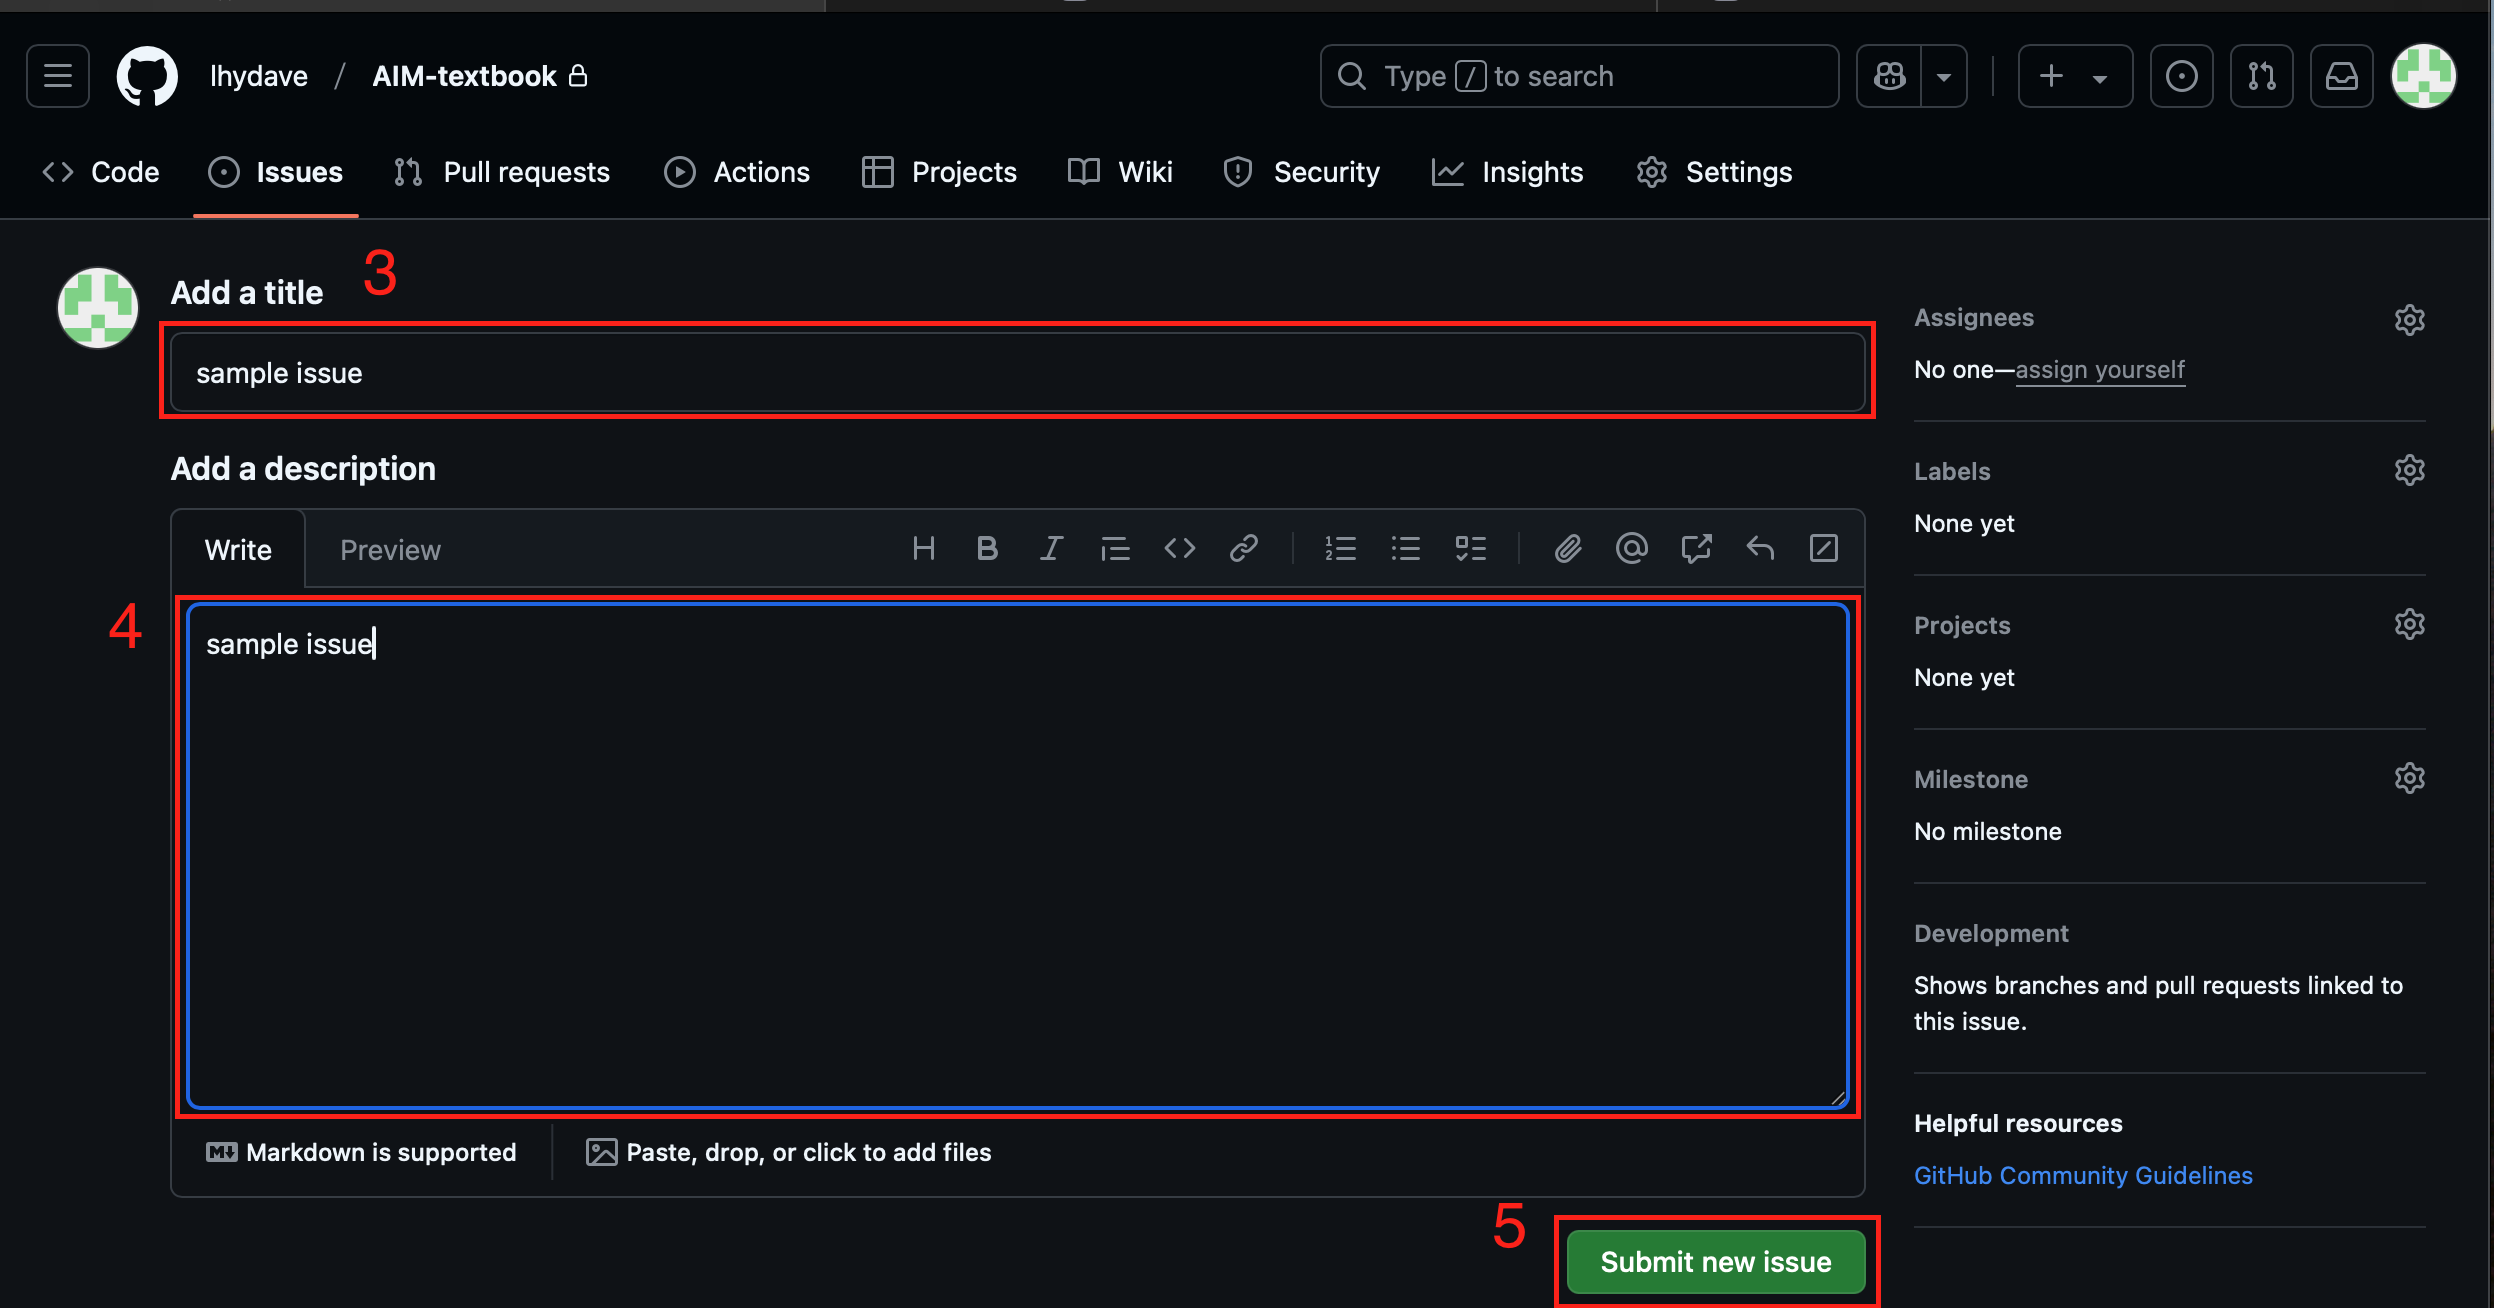 lhydave / AIM-textbook
Type / to search
Code Issues Pull requests Actions Projects Wiki Security Insights Settings
3
Add a title
sample issue
Add a description
Write Preview
4
sample issue
Markdown is supported
Paste, drop, or click to add files
5
Submit new issue
Assignees
No one—assign yourself
Labels
None yet
Projects
None yet
Milestone
No milestone
Development
Shows branches and pull requests linked to
this issue.
Helpful resources
GitHub Community Guidelines